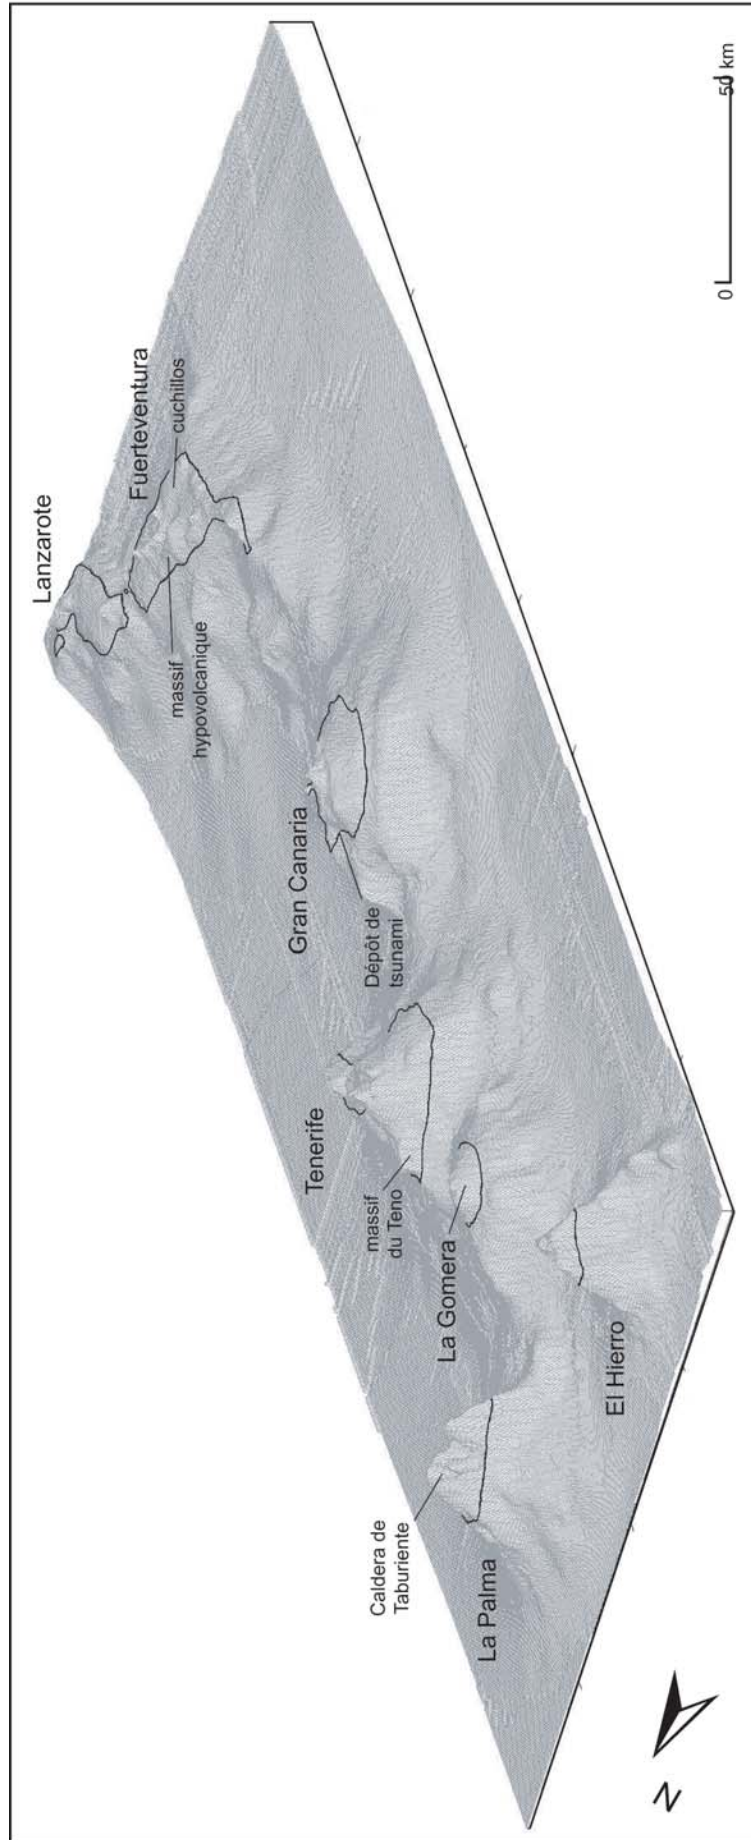 Lanzarote
Fuerteventura
cuchillos
massif
hypovolcanique
Gran Canaria
Dépôt de
tsunami
Tenerife
massif
du Teno
La Gomera
El Hierro
Caldera de
Taburiente
La Palma
N
0
50 km